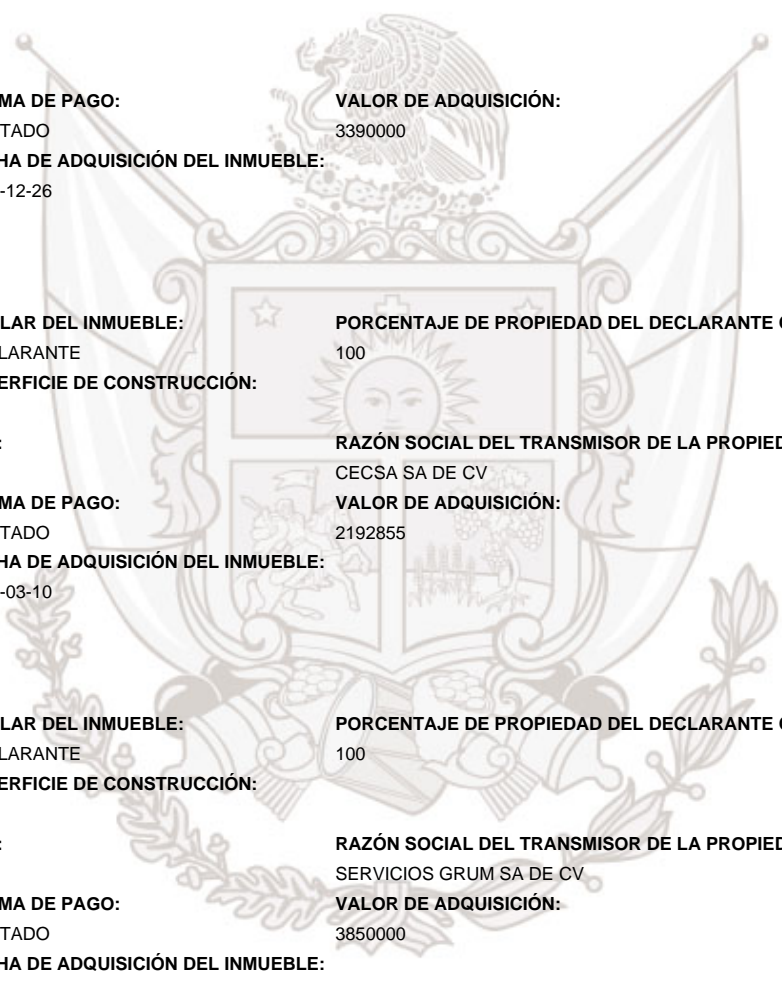 MA DE PAGO: VALOR DE ADQUISICIÓN:
TADO 3390000
HA DE ADQUISICIÓN DEL INMUEBLE:
-12-26
LAR DEL INMUEBLE: PORCENTAJE DE PROPIEDAD DEL DECLARANTE
LARANTE 100
ERFICIE DE CONSTRUCCIÓN:
: RAZÓN SOCIAL DEL TRANSMISOR DE LA PROPIED
CECSA SA DE CV
MA DE PAGO: VALOR DE ADQUISICIÓN:
TADO 2192855
HA DE ADQUISICIÓN DEL INMUEBLE:
-03-10
LAR DEL INMUEBLE: PORCENTAJE DE PROPIEDAD DEL DECLARANTE
LARANTE 100
ERFICIE DE CONSTRUCCIÓN:
: RAZÓN SOCIAL DEL TRANSMISOR DE LA PROPIED
SERVICIOS GRUM SA DE CV
MA DE PAGO: VALOR DE ADQUISICIÓN:
TADO 3850000
HA DE ADQUISICIÓN DEL INMUEBLE: